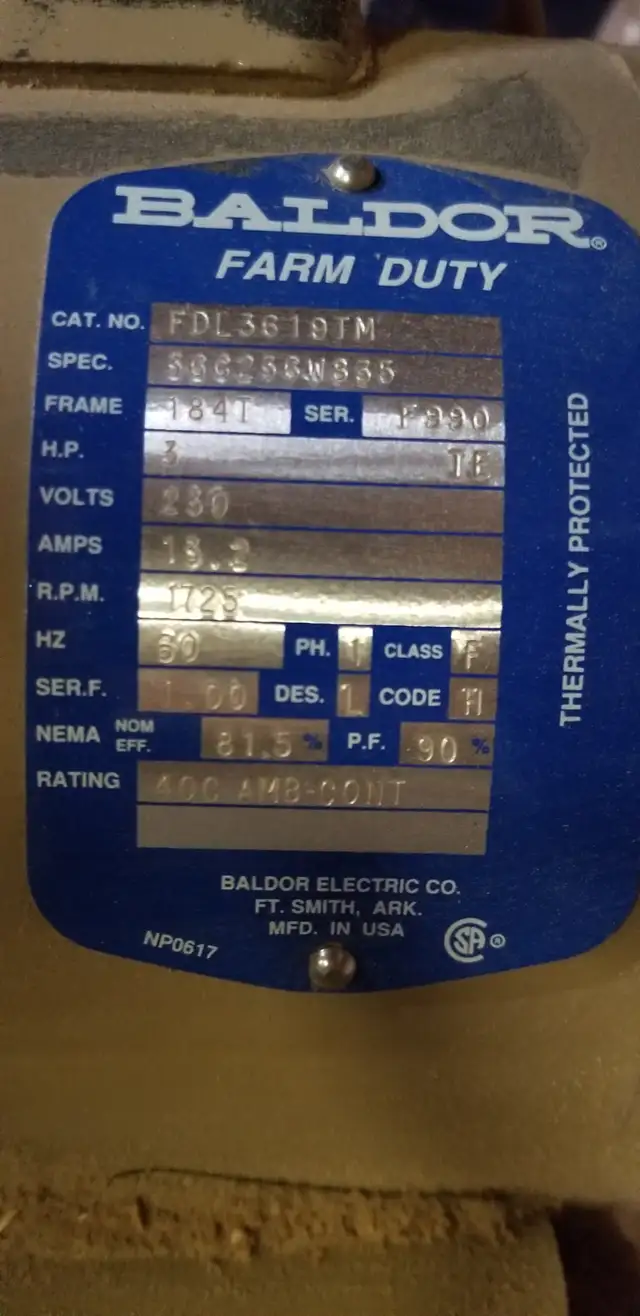 BALDOR®
FARM DUTY
CAT. NO. FDL3619TM
SPEC.
FRAME 184T SER. F990
H.P. 3 TE
VOLTS 230
AMPS
R.P.M. 1725
HZ 60 PH. 1 CLASS F
SER.F. 1.00 DES. L CODE H
NEMA NOM EFF. 81.5 % P.F. 90 %
RATING 40C AMB-CONT
THERMALLY PROTECTED
BALDOR ELECTRIC CO.
FT. SMITH, ARK.
MFD. IN USA
NP0617
SA®